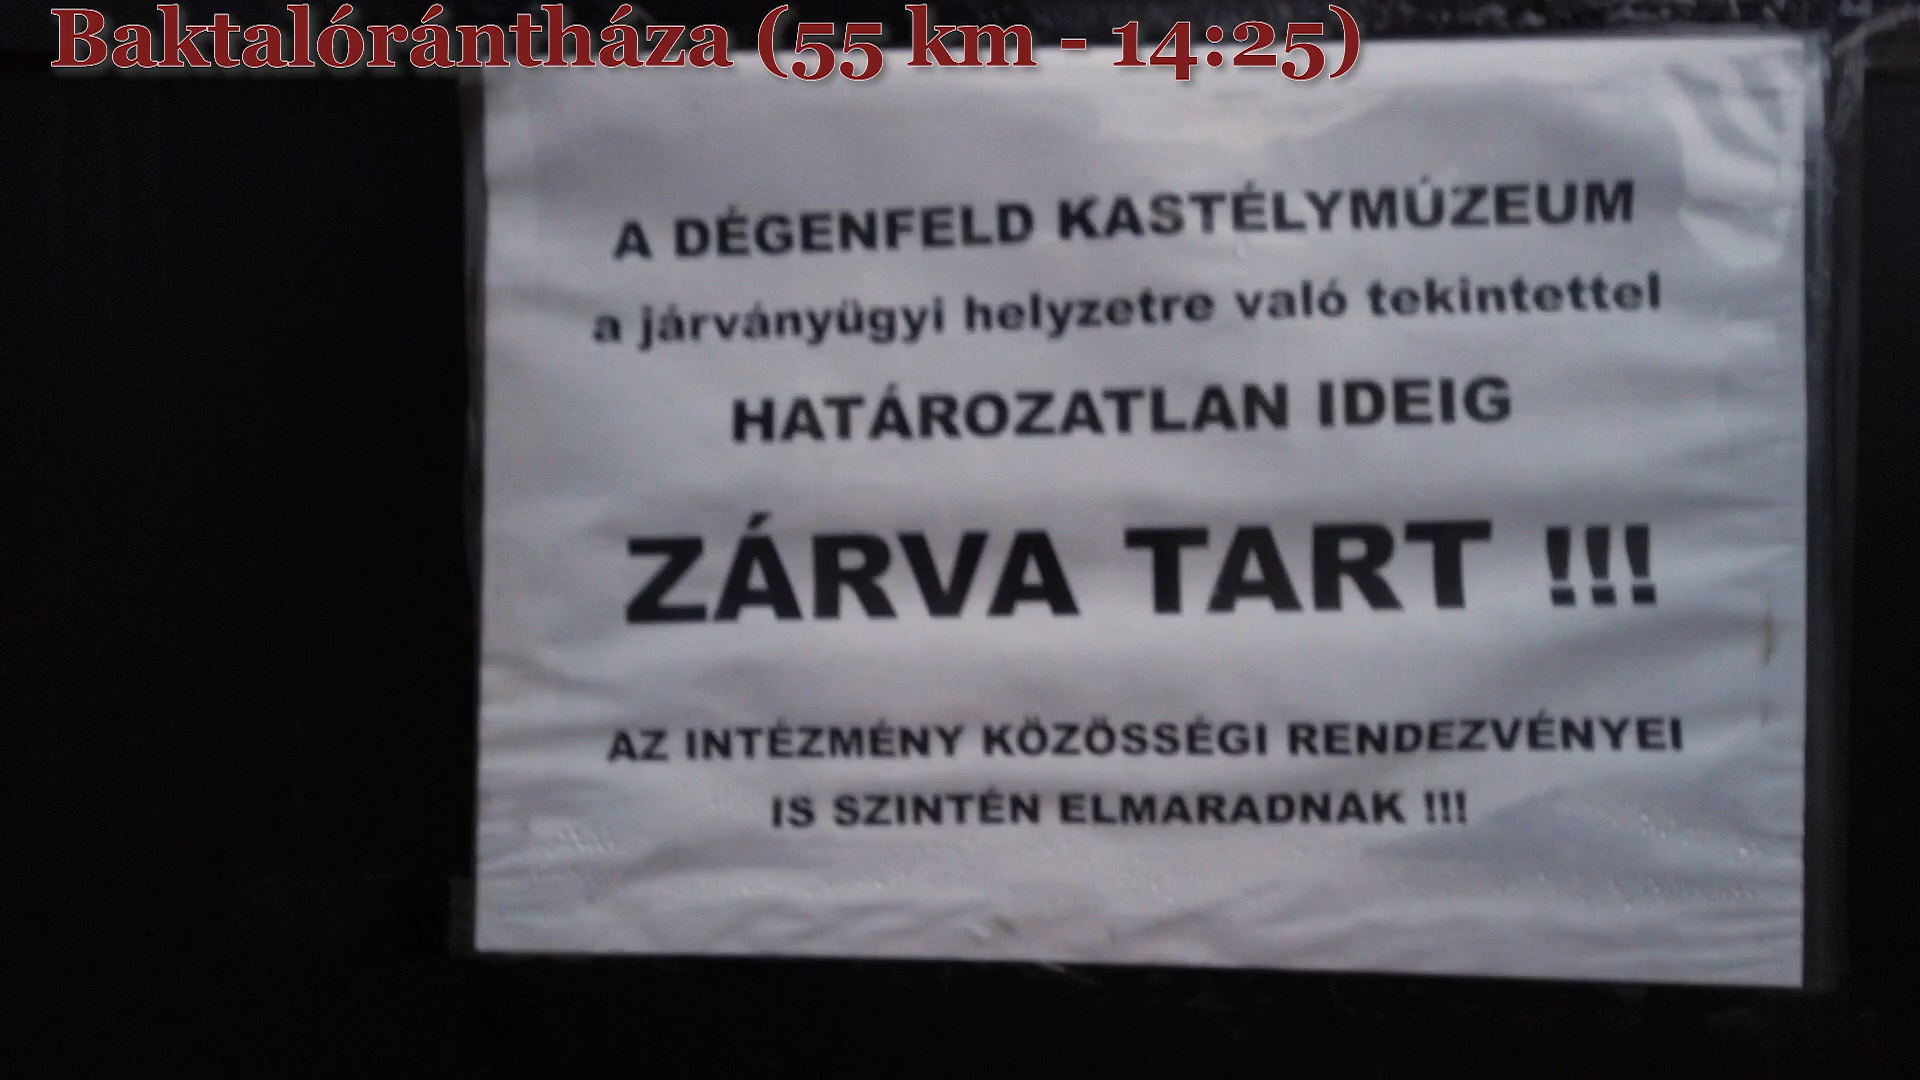 Baktalórántháza (55 km - 14:25)
A DÉGENFELD KASTÉLYMÚZEUM
a járványügyi helyzetre való tekintettel
HATÁROZATLAN IDEIG
ZÁRVA TART !!!
AZ INTÉZMÉNY KÖZÖSSÉGI RENDEZVÉNYEI
IS SZINTÉN ELMARADNAK !!!